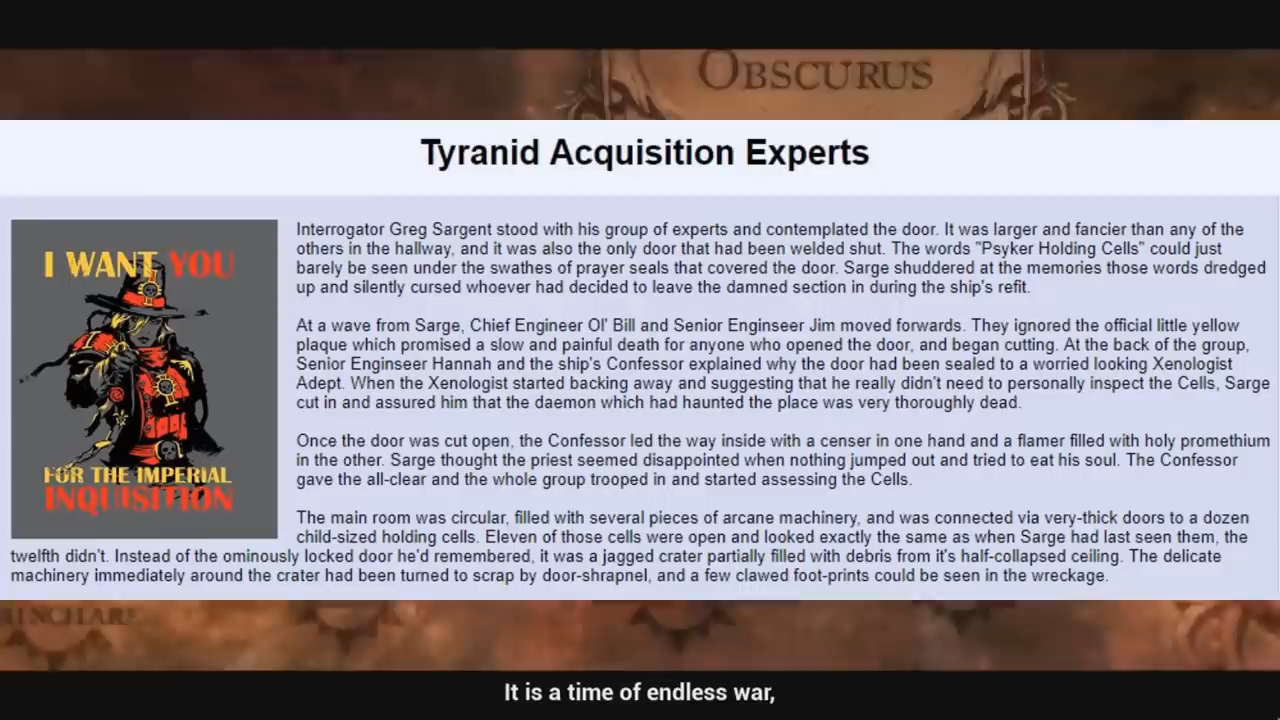 OBSCURUS
Tyranid Acquisition Experts
I WANT YOU
FOR THE IMPERIAL
INQUISITION
Interrogator Greg Sargent stood with his group of experts and contemplated the door. It was larger and fancier than any of the
others in the hallway, and it was also the only door that had been welded shut. The words "Psyker Holding Cells" could just
barely be seen under the swathes of prayer seals that covered the door. Sarge shuddered at the memories those words dredged
up and silently cursed whoever had decided to leave the damned section in during the ship's refit.
At a wave from Sarge, Chief Engineer Ol' Bill and Senior Enginseer Jim moved forwards. They ignored the official little yellow
plaque which promised a slow and painful death for anyone who opened the door, and began cutting. At the back of the group,
Senior Enginseer Hannah and the ship's Confessor explained why the door had been sealed to a worried looking Xenologist
Adept. When the Xenologist started backing away and suggesting that he really didn't need to personally inspect the Cells, Sarge
cut in and assured him that the daemon which had haunted the place was very thoroughly dead.
Once the door was cut open, the Confessor led the way inside with a censer in one hand and a flamer filled with holy promethium
in the other. Sarge thought the priest seemed disappointed when nothing jumped out and tried to eat his soul. The Confessor
gave the all-clear and the whole group trooped in and started assessing the Cells.
The main room was circular, filled with several pieces of arcane machinery, and was connected via very-thick doors to a dozen
child-sized holding cells. Eleven of those cells were open and looked exactly the same as when Sarge had last seen them, the
twelfth didn't. Instead of the ominously locked door he'd remembered, it was a jagged crater partially filled with debris from it's half-collapsed ceiling. The delicate
machinery immediately around the crater had been turned to scrap by door-shrapnel, and a few clawed foot-prints could be seen in the wreckage.
It is a time of endless war,